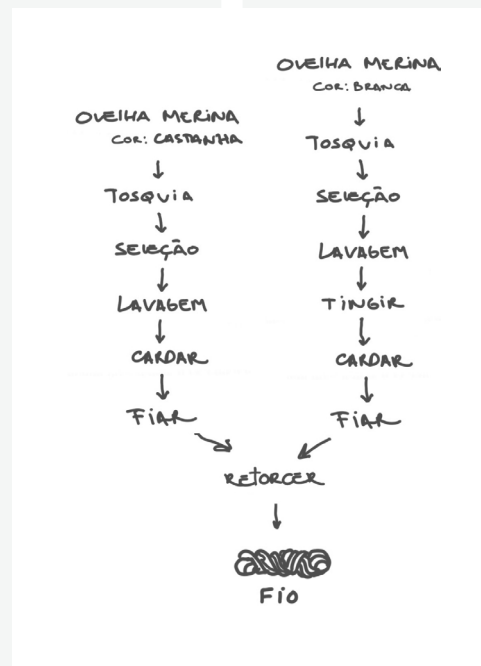 OVELHA MERINA
COR: CASTANHA
TOSQUIA
SELEÇÃO
LAVAGEM
CARDAR
FIAR
OVELHA MERINA
COR: BRANCA
TOSQUIA
SELEÇÃO
LAVAGEM
TINGIR
CARDAR
FIAR
RETORCER
FIO